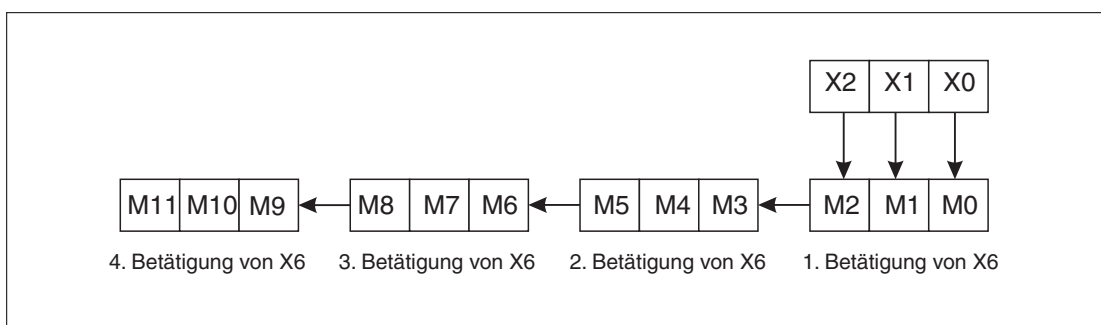 X2 X1 X0
M11 M10 M9 M8 M7 M6 M5 M4 M3 M2 M1 M0
4. Betätigung von X6 3. Betätigung von X6 2. Betätigung von X6 1. Betätigung von X6